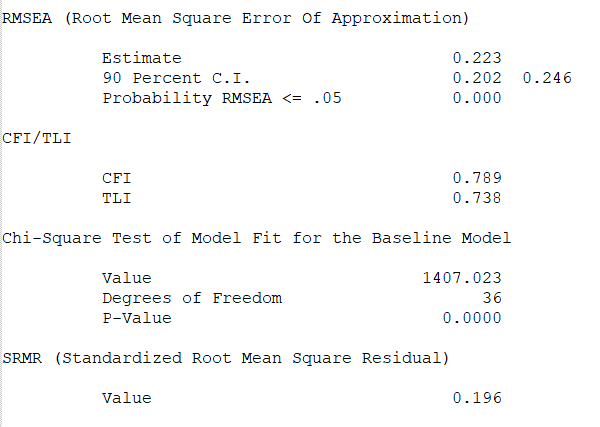 RMSEA (Root Mean Square Error Of Approximation)
Estimate 0.223
90 Percent C.I. 0.202 0.246
Probability RMSEA <= .05 0.000
CFI/TLI
CFI 0.789
TLI 0.738
Chi-Square Test of Model Fit for the Baseline Model
Value 1407.023
Degrees of Freedom 36
P-Value 0.0000
SRMR (Standardized Root Mean Square Residual)
Value 0.196